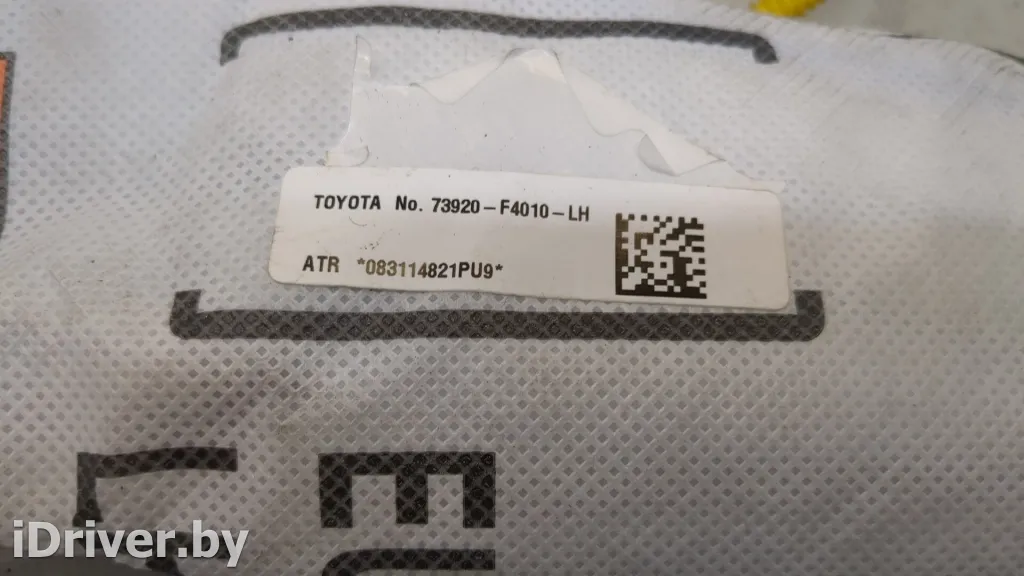 TOYOTA No. 73920-F4010-LH
ATR *083114821PU9*
iDriver.by